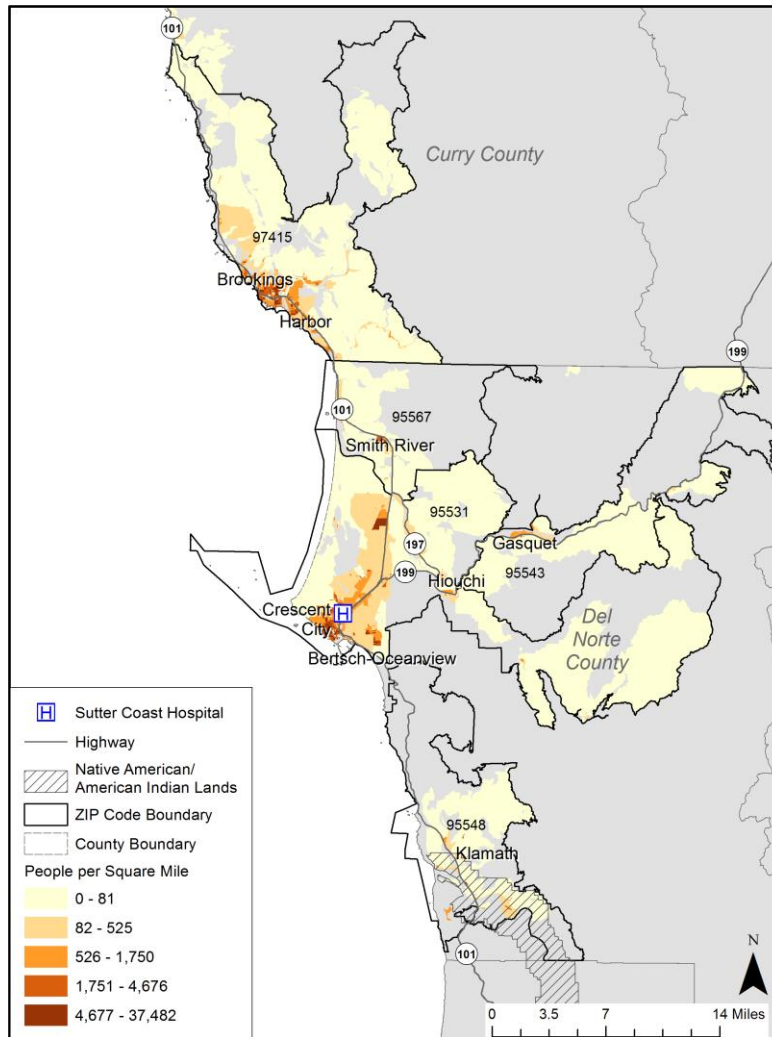 101
Curry County
97415
Brookings
Harbor
199
101
95567
Smith River
95531
197
Gasquet
199
Hiouchi
95543
Crescent
City
H
Del
Norte
County
Bertsch-Oceanview
95548
Klamath
101
H Sutter Coast Hospital
Highway
Native American/
American Indian Lands
ZIP Code Boundary
County Boundary
People per Square Mile
0 - 81
82 - 525
526 - 1,750
1,751 - 4,676
4,677 - 37,482
N
0 3.5 7 14 Miles